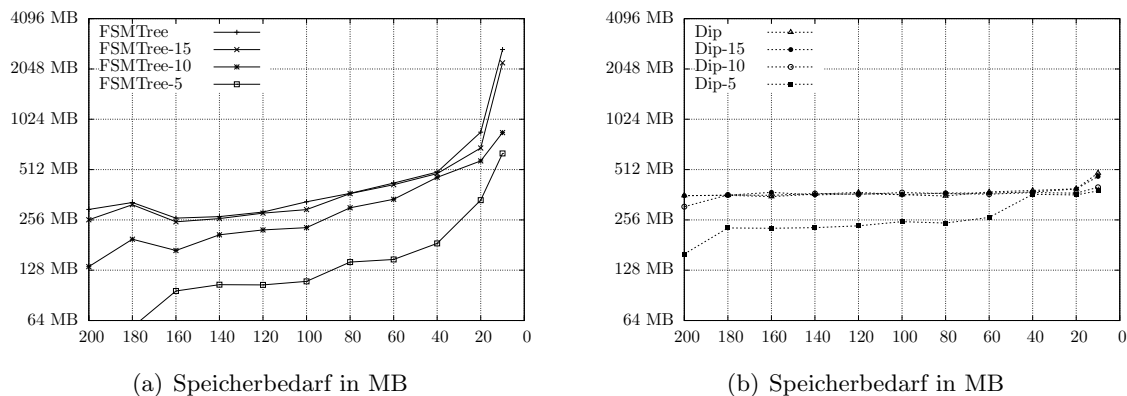 4096 MB
2048 MB
1024 MB
512 MB
256 MB
128 MB
64 MB
FSMTree
FSMTree-15
FSMTree-10
FSMTree-5
200 180 160 140 120 100 80 60 40 20 0
(a) Speicherbedarf in MB
4096 MB
2048 MB
1024 MB
512 MB
256 MB
128 MB
64 MB
Dip
Dip-15
Dip-10
Dip-5
200 180 160 140 120 100 80 60 40 20 0
(b) Speicherbedarf in MB